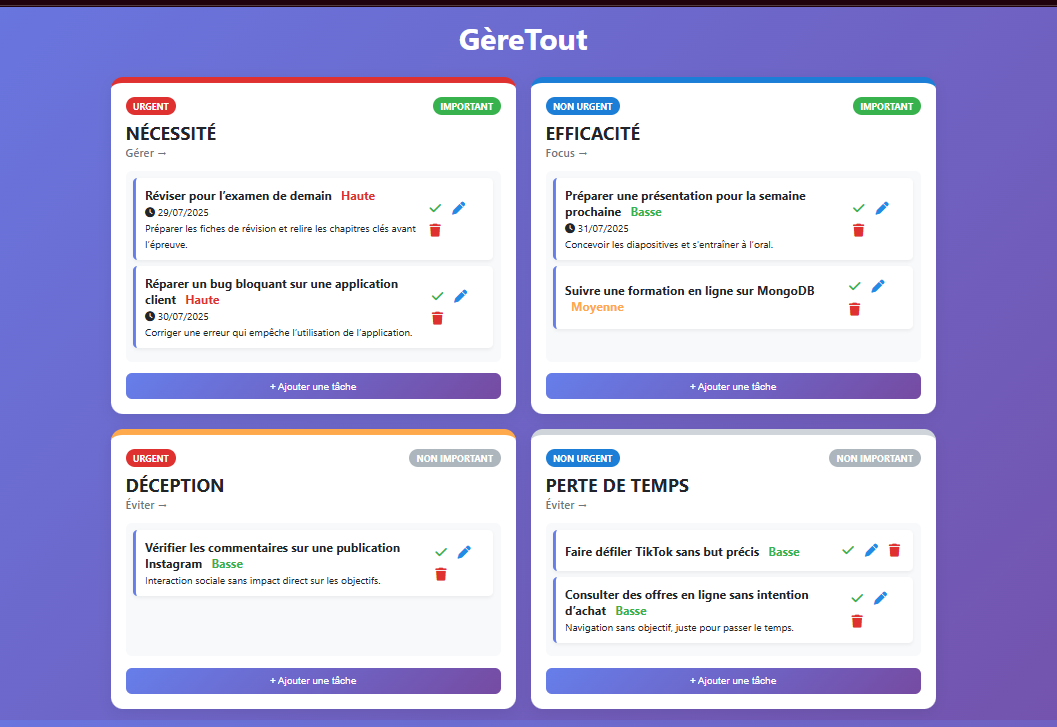 GèreTout
URGENT
IMPORTANT
NÉCESSITÉ
Gérer →
Réviser pour l'examen de demain Haute
29/07/2025
Préparer les fiches de révision et relire les chapitres clés avant
l'épreuve.
Réparer un bug bloquant sur une application
client Haute
30/07/2025
Corriger une erreur qui empêche l'utilisation de l'application.
+ Ajouter une tâche
NON URGENT
IMPORTANT
EFFICACITÉ
Focus →
Préparer une présentation pour la semaine
prochaine Basse
31/07/2025
Concevoir les diapositives et s'entraîner à l'oral.
Suivre une formation en ligne sur MongoDB
Moyenne
+ Ajouter une tâche
URGENT
NON IMPORTANT
DÉCEPTION
Éviter →
Vérifier les commentaires sur une publication
Instagram Basse
Interaction sociale sans impact direct sur les objectifs.
+ Ajouter une tâche
NON URGENT
NON IMPORTANT
PERTE DE TEMPS
Éviter →
Faire défiler TikTok sans but précis Basse
Consulter des offres en ligne sans intention
d'achat Basse
Navigation sans objectif, juste pour passer le temps.
+ Ajouter une tâche